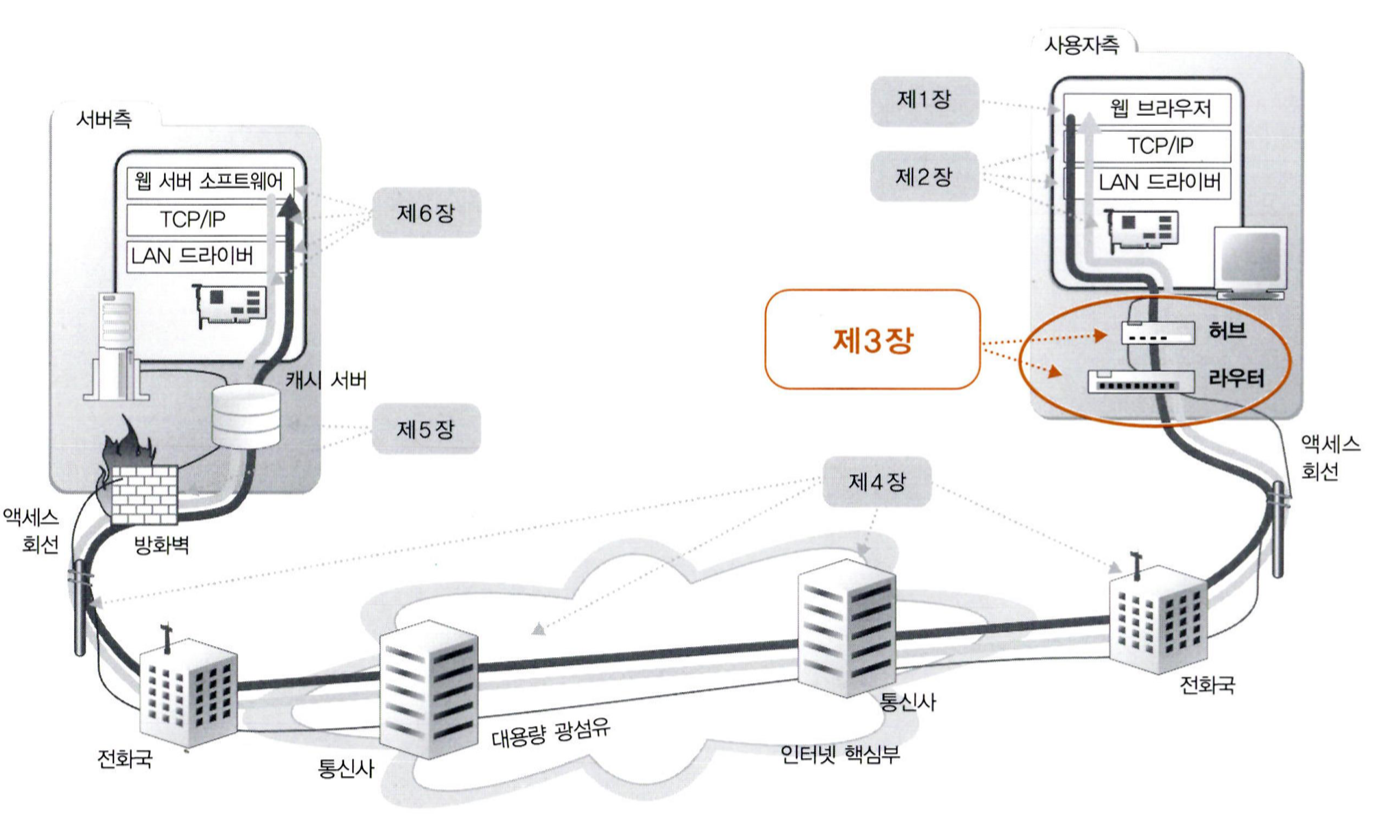 사용자측
제1장
웹 브라우저
TCP/IP
제2장
LAN 드라이버
서버측
웹 서버 소프트웨어
TCP/IP
LAN 드라이버
제6장
제3장
허브
라우터
캐시 서버
제5장
액세스
회선
제4장
액세스
회선
방화벽
전화국
통신사
대용량 광섬유
인터넷 핵심부
통신사
전화국